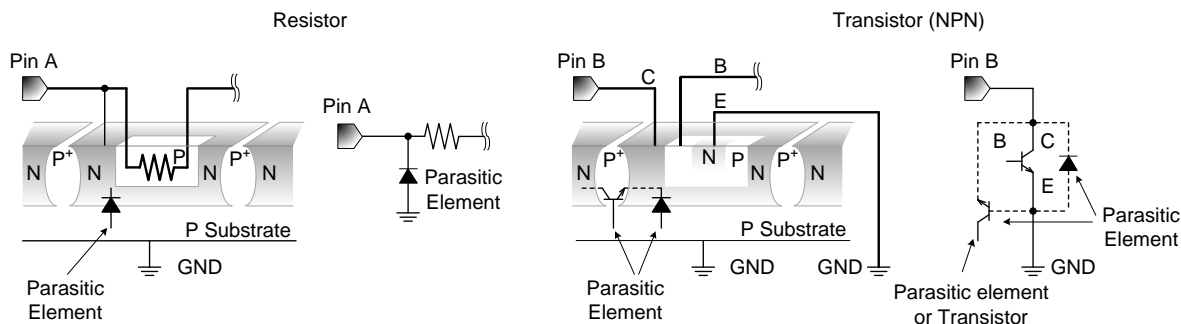 Resistor
Transistor (NPN)
Pin A
Pin A
Pin B
C
B
E
Pin B
N
P+
N
P
N
P+
N
Parasitic
Element
P Substrate
GND
Parasitic
Element
N
P+
N
N
P
N
P+
N
P Substrate
GND
GND
Parasitic
Element
B
C
E
Parasitic
Element
GND
Parasitic element
or Transistor